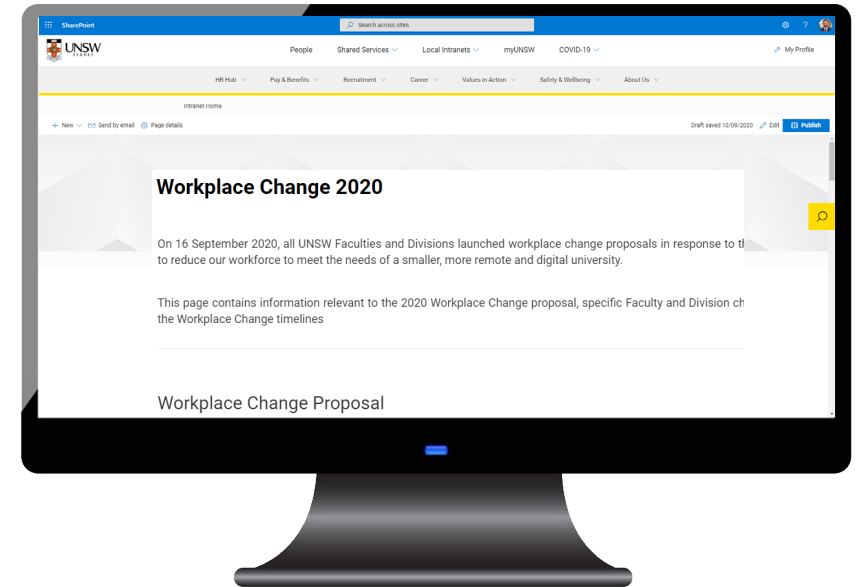 SharePoint
Search across sites
?
UNSW
SYDNEY
People Shared Services Local Intranets myUNSW COVID-19 My Profile
HR Hub Pay & Benefits Recruitment Career Values in Action Safety & Wellbeing About Us
Intranet Home
+ New Send by email Page details Draft saved 10/09/2020 Edit Publish
Workplace Change 2020
On 16 September 2020, all UNSW Faculties and Divisions launched workplace change proposals in response to
to reduce our workforce to meet the needs of a smaller, more remote and digital university.
This page contains information relevant to the 2020 Workplace Change proposal, specific Faculty and Division ch
the Workplace Change timelines
Workplace Change Proposal